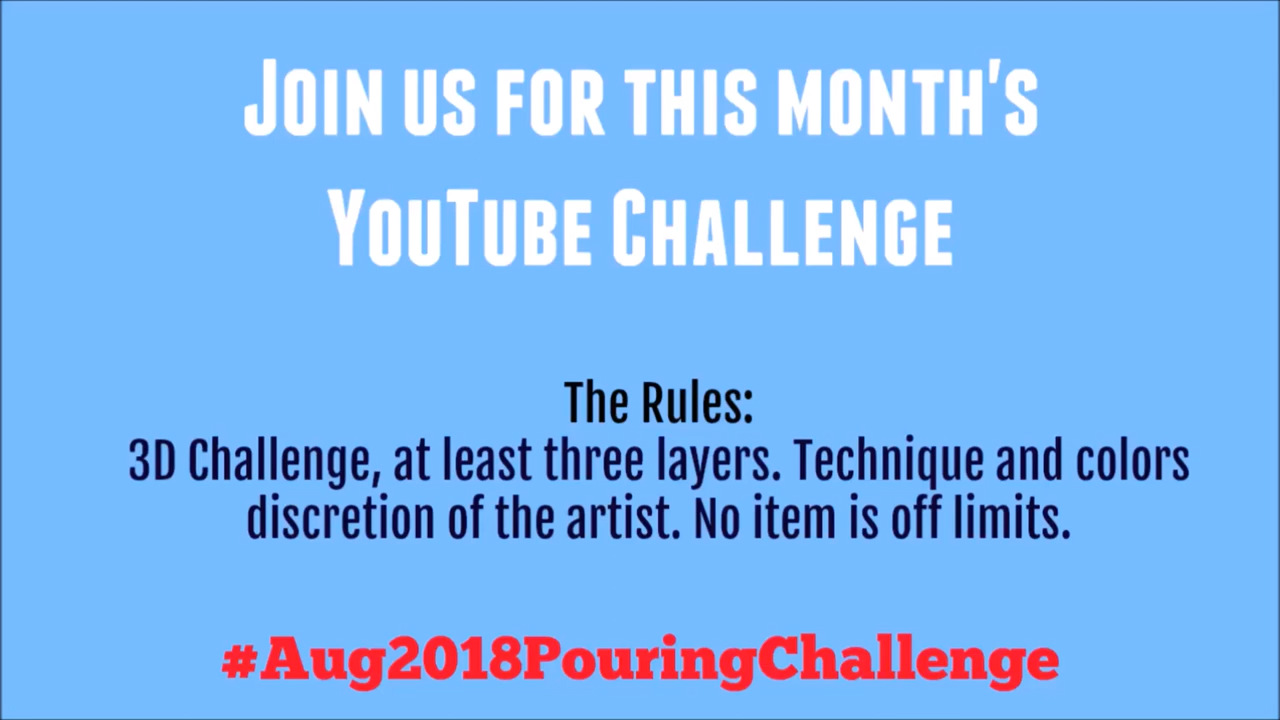 Join us for this month's
YouTube Challenge
The Rules:
3D Challenge, at least three layers. Technique and colors
discretion of the artist. No item is off limits.
#Aug2018PouringChallenge